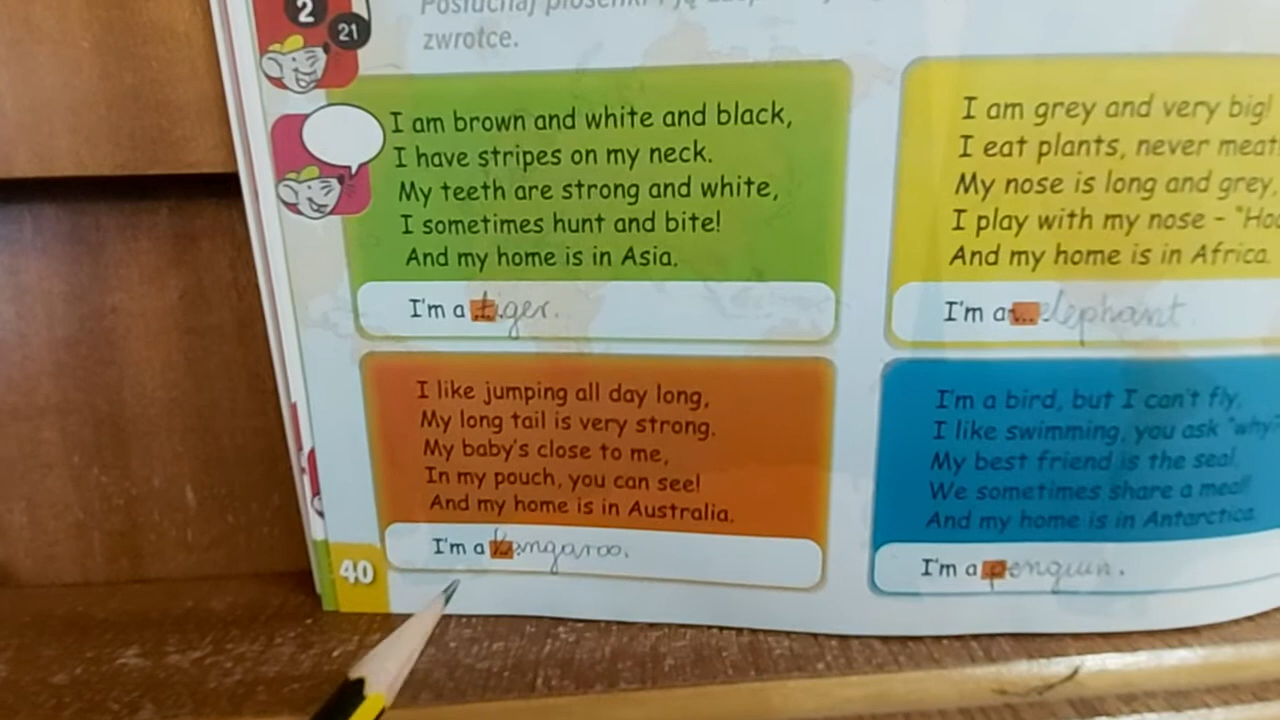 2
21
Posłuchaj piosenki i ją
zwrotce.
I am brown and white and black,
I have stripes on my neck.
My teeth are strong and white,
I sometimes hunt and bite!
And my home is in Asia.
I'm a tiger.
I am grey and very big!
I eat plants, never meat
My nose is long and grey,
I play with my nose – "Hoo
And my home is in Africa.
I'm a... elephant.
I like jumping all day long,
My long tail is very strong.
My baby's close to me,
In my pouch, you can see!
And my home is in Australia.
I'm a kangaroo.
I'm a bird, but I can't fly,
I like swimming, you ask "why?
My best friend is the seal,
We sometimes share a meal!
And my home is in Antarctica.
I'm a penguin.
40